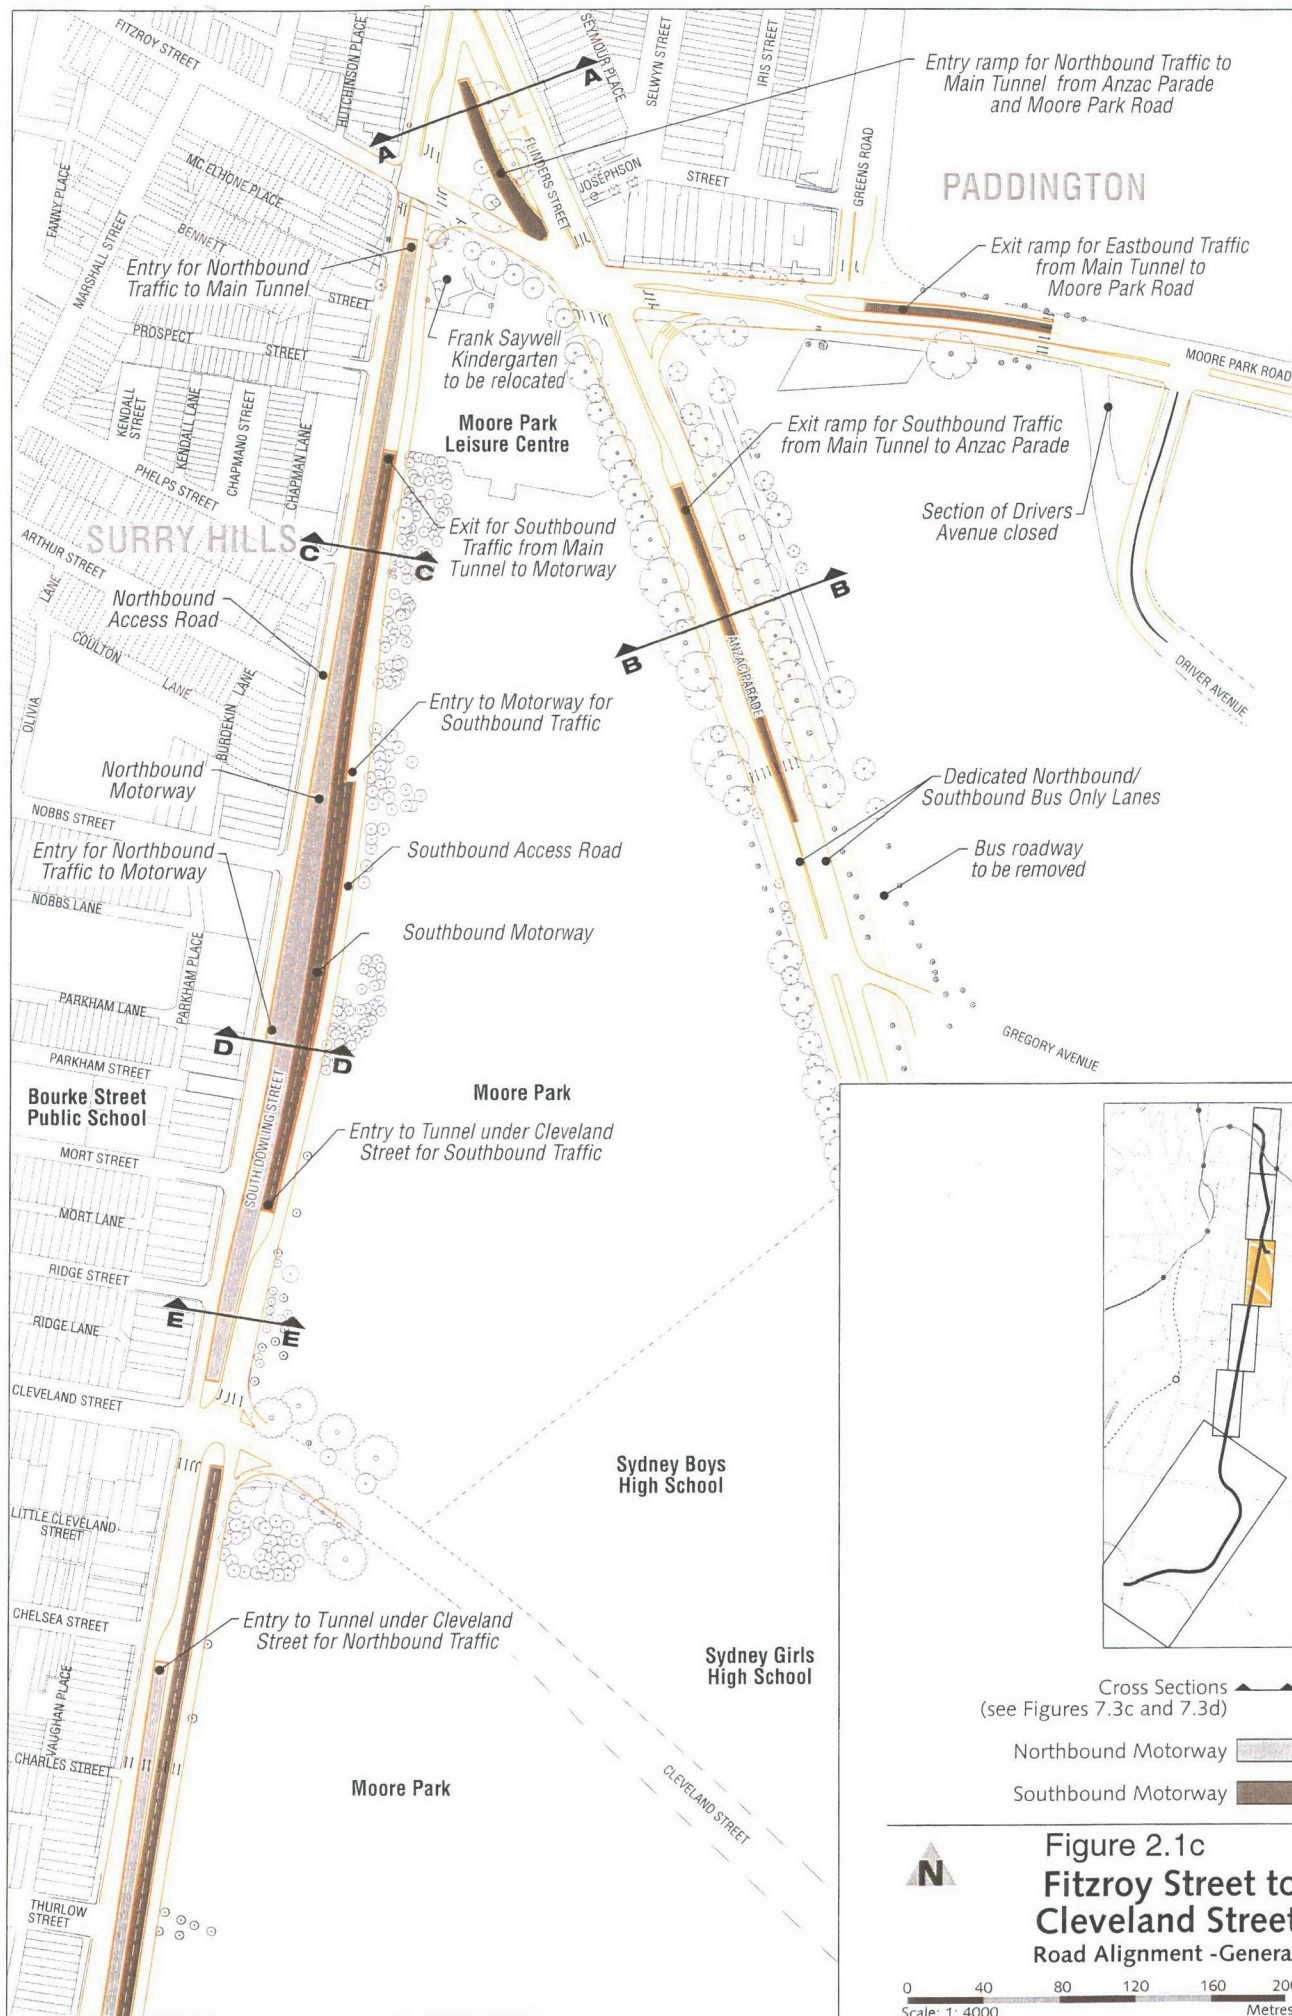 FITZROY STREET
HUTCHINSON PLACE
SEYMOUR PLACE
SELWYN STREET
IRIS STREET
A
A
Entry ramp for Northbound Traffic to
Main Tunnel from Anzac Parade
and Moore Park Road
FLINDERS STREET
JOSEPHSON
STREET
GREENS ROAD
PADDINGTON
FANNY PLACE
MC ELHONE PLACE
MARSHALL STREET
BENNETT
STREET
Entry for Northbound
Traffic to Main Tunnel
Exit ramp for Eastbound Traffic
from Main Tunnel to
Moore Park Road
PROSPECT
STREET
Frank Saywell
Kindergarten
to be relocated
MOORE PARK ROAD
KENDALL
STREET
KENDALL LANE
CHAPMANO STREET
CHAPMAN LANE
Moore Park
Leisure Centre
Exit ramp for Southbound Traffic
from Main Tunnel to Anzac Parade
PHELPS STREET
SURRY HILLS
ARTHUR STREET
C
C
Exit for Southbound
Traffic from Main
Tunnel to Motorway
Section of Drivers
Avenue closed
LANE
Northbound
Access Road
B
B
COULTON
LANE
OLIVIA
BURDEKIN LANE
ANZAC PARADE
DRIVER AVENUE
Entry to Motorway for
Southbound Traffic
Northbound
Motorway
Dedicated Northbound/
Southbound Bus Only Lanes
NOBBS STREET
Entry for Northbound
Traffic to Motorway
Southbound Access Road
Bus roadway
to be removed
NOBBS LANE
Southbound Motorway
PARKHAM PLACE
PARKHAM LANE
D
D
GREGORY AVENUE
PARKHAM STREET
Bourke Street
Public School
Moore Park
SOUTH DOWLING STREET
Entry to Tunnel under Cleveland
Street for Southbound Traffic
MORT STREET
MORT LANE
RIDGE STREET
E
E
RIDGE LANE
CLEVELAND STREET
Sydney Boys
High School
LITTLE CLEVELAND
STREET
CHELSEA STREET
Entry to Tunnel under Cleveland
Street for Northbound Traffic
Sydney Girls
High School
VAUGHAN PLACE
CHARLES STREET
Moore Park
CLEVELAND STREET
THURLOW
STREET
Cross Sections
(see Figures 7.3c and 7.3d)
Northbound Motorway
Southbound Motorway
N
Figure 2.1c
Fitzroy Street to
Cleveland Street
Road Alignment -Genera
0 40 80 120 160 200
Scale: 1: 4000 Metres